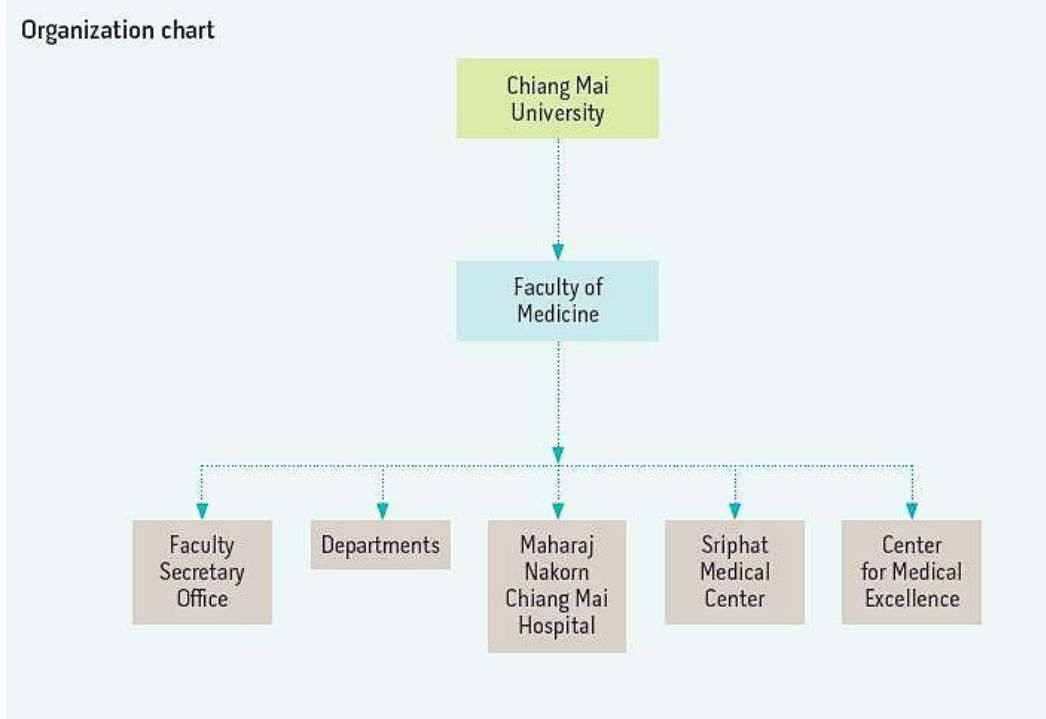 Organization chart
Chiang Mai
University
Faculty of
Medicine
Faculty
Secretary
Office
Departments
Maharaj
Nakorn
Chiang Mai
Hospital
Sriphat
Medical
Center
Center
for Medical
Excellence